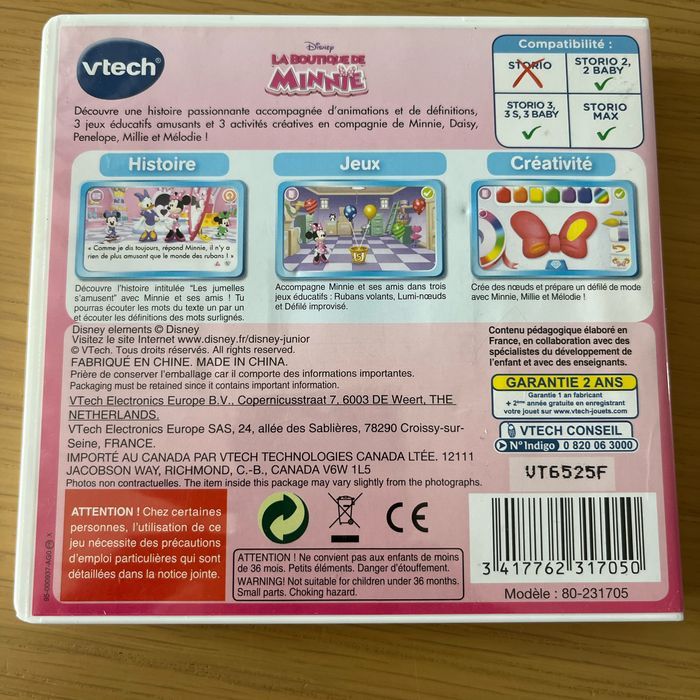 vtech
Disney
LA BOUTIQUE DE
MINNIE
Compatibilité :
STORIO
STORIO 2,
2 BABY
STORIO 3,
3 S, 3 BABY
STORIO
MAX
Découvre une histoire passionnante accompagnée d'animations et de définitions,
3 jeux éducatifs amusants et 3 activités créatives en compagnie de Minnie, Daisy,
Penelope, Millie et Mélodie !
Histoire
« Comme je dis toujours, répond Minnie, il n'y a
rien de plus amusant que le monde des rubans ! »
Découvre l'histoire intitulée "Les jumelles
s'amusent" avec Minnie et ses amis ! Tu
pourras écouter les mots du texte un par un
et écouter les définitions des mots surlignés.
Jeux
5
Accompagne Minnie et ses amis dans trois
jeux éducatifs : Rubans volants, Lumi-nœuds
et Défilé improvisé.
Créativité
Crée des nœuds et prépare un défilé de mode
avec Minnie, Millie et Mélodie !
Disney elements © Disney
Visitez le site Internet www.disney.fr/disney-junior
© VTech. Tous droits réservés. All rights reserved.
FABRIQUÉ EN CHINE. MADE IN CHINA.
Prière de conserver l'emballage car il comporte des informations importantes.
Packaging must be retained since it contains important information.
VTech Electronics Europe B.V., Copernicusstraat 7, 6003 DE Weert, THE
NETHERLANDS.
VTech Electronics Europe SAS, 24, allée des Sablières, 78290 Croissy-sur-
Seine, FRANCE.
IMPORTÉ AU CANADA PAR VTECH TECHNOLOGIES CANADA LTÉE. 12111
JACOBSON WAY, RICHMOND, C.-B., CANADA V6W 1L5
Photos non contractuelles. The item inside this package may vary slightly from the photographs.
Contenu pédagogique élaboré en
France, en collaboration avec des
spécialistes du développement de
l'enfant et avec des enseignants.
GARANTIE 2 ANS
Garantie 1 an fabricant
+ 2ème année gratuite en enregistrant
votre jouet sur www.vtech-jouets.com
VTECH CONSEIL
N° Indigo 0 820 06 3000
VT6525F
ATTENTION ! Chez certaines
personnes, l'utilisation de ce
jeu nécessite des précautions
d'emploi particulières qui sont
détaillées dans la notice jointe.
CE
ATTENTION ! Ne convient pas aux enfants de moins
de 36 mois. Petits éléments. Danger d'étouffement.
WARNING! Not suitable for children under 36 months.
Small parts. Choking hazard.
3 417762 317050
Modèle : 80-231705